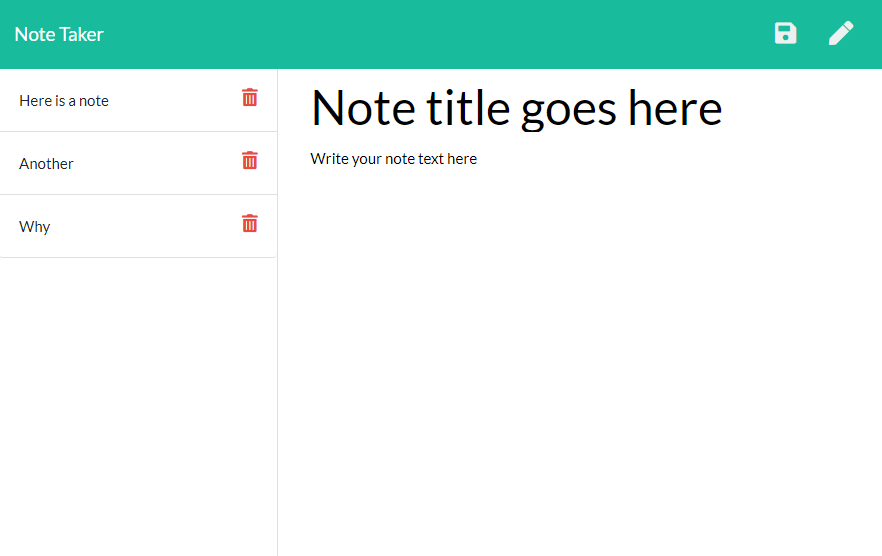 Note Taker
Here is a note
Another
Why
Note title goes here
Write your note text here